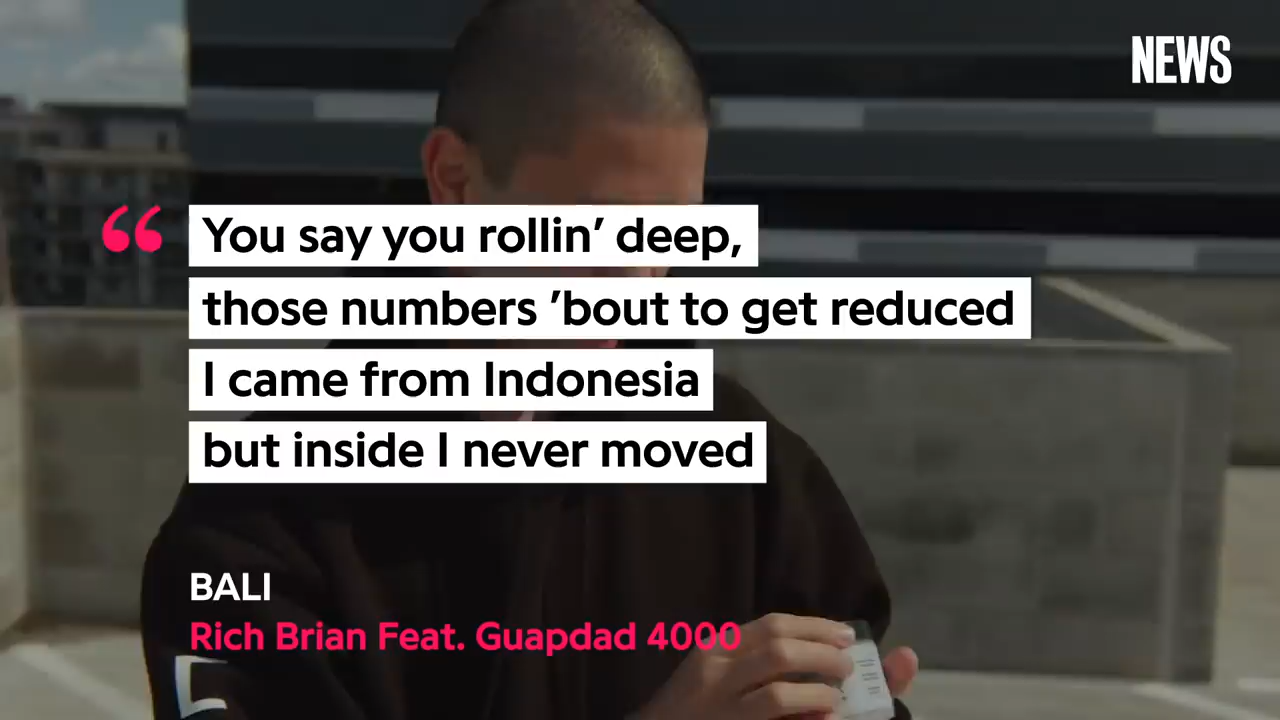 NEWS
“
You say you rollin’ deep,
those numbers ’bout to get reduced
I came from Indonesia
but inside I never moved
BALI
Rich Brian Feat. Guapdad 4000